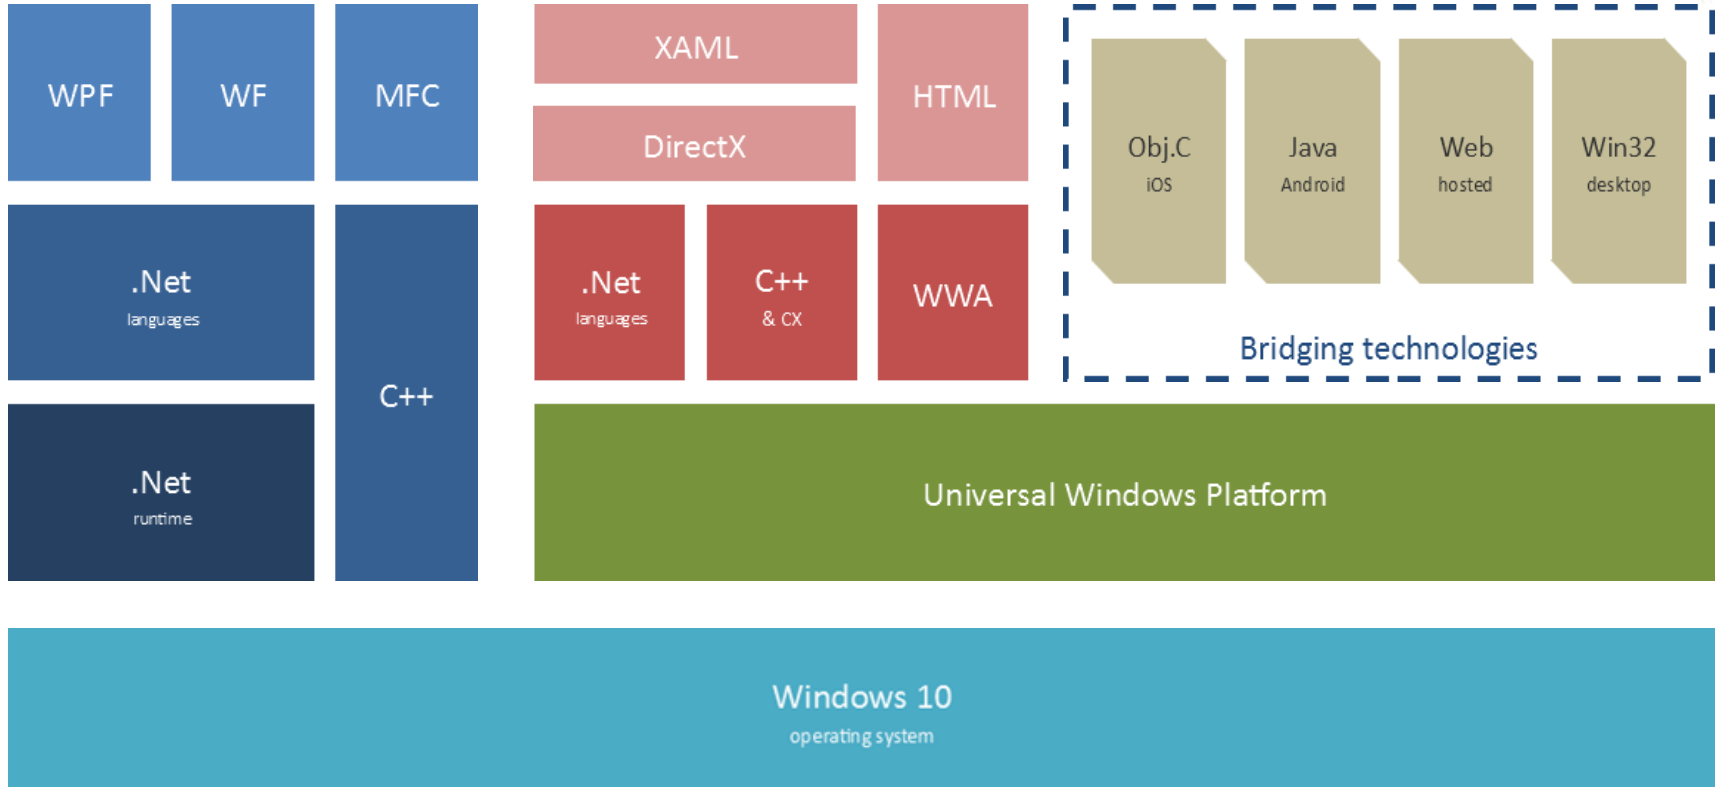 WPF
WF
MFC
XAML
DirectX
HTML
Obj.C
iOS
Java
Android
Web
hosted
Win32
desktop
Bridging technologies
.Net
languages
C++
.Net
languages
C++
& CX
WWA
.Net
runtime
Universal Windows Platform
Windows 10
operating system